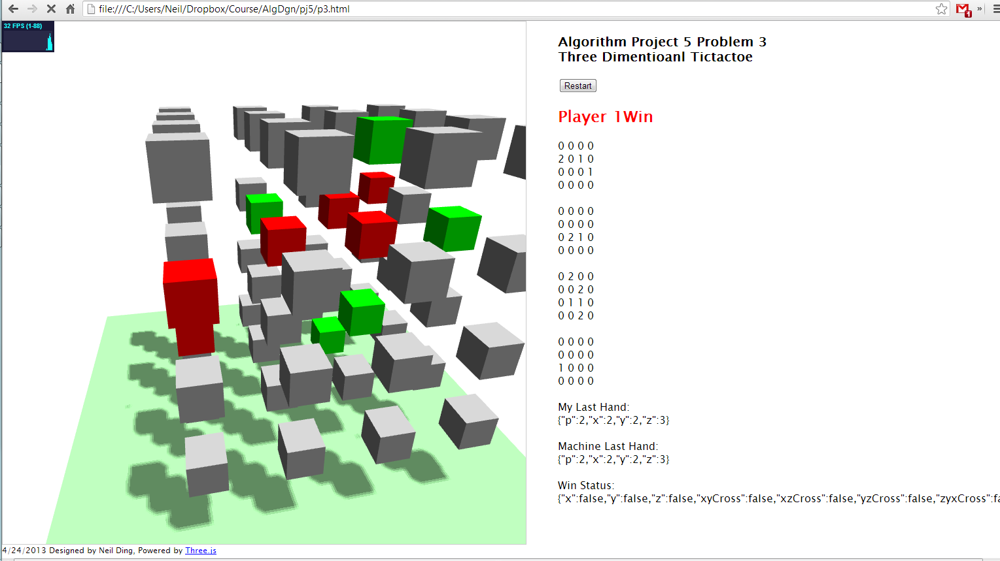 file:///C:/Users/Neil/Dropbox/Course/AlgDgn/pj5/p3.html
1
»
32 FPS (1-88)
Algorithm Project 5 Problem 3
Three Dimentioanl Tictactoe
Restart
Player 1Win
0 0 0 0
2 0 1 0
0 0 0 1
0 0 0 0
0 0 0 0
0 0 0 0
0 2 1 0
0 0 0 0
0 2 0 0
0 0 2 0
0 1 1 0
0 0 2 0
0 0 0 0
0 0 0 0
1 0 0 0
0 0 0 0
My Last Hand:
{"p":2,"x":2,"y":2,"z":3}
Machine Last Hand:
{"p":2,"x":2,"y":2,"z":3}
Win Status:
{"x":false,"y":false,"z":false,"xyCross":false,"xzCross":false,"yzCross":false,"zyxCross":fa
4/24/2013 Designed by Neil Ding, Powered by Three.js